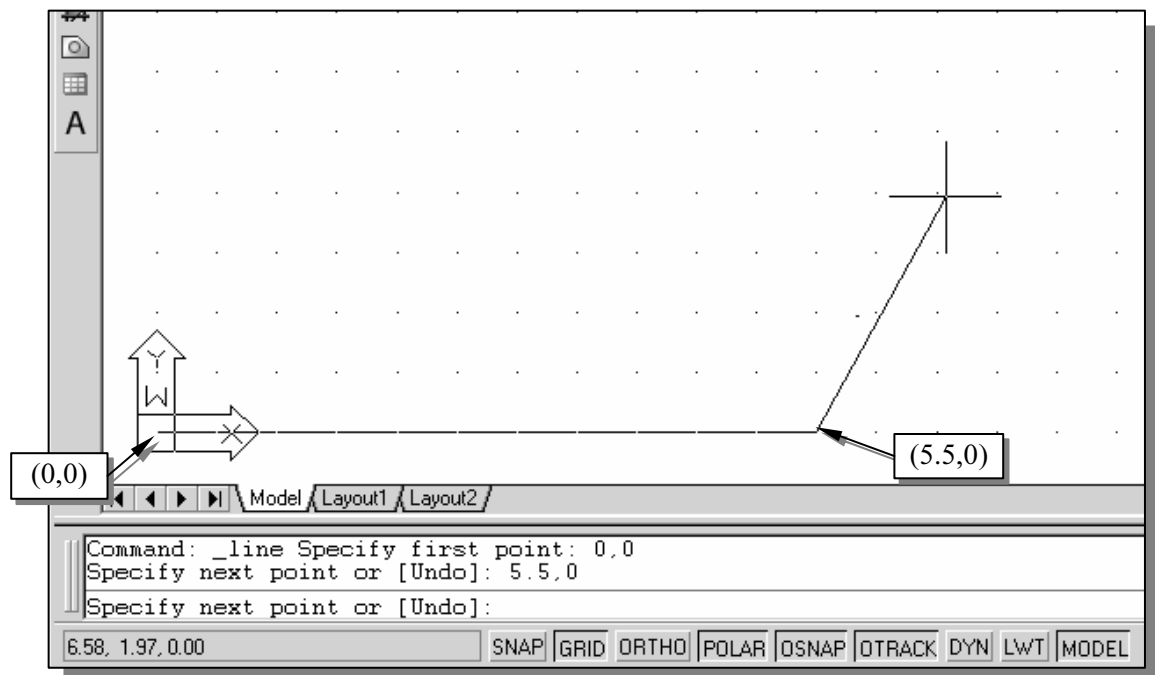 A
Y
W
X
(0,0)
(5.5,0)
Model Layout1 Layout2
Command: _line Specify first point: 0,0
Specify next point or [Undo]: 5.5,0
Specify next point or [Undo]:
6.58, 1.97, 0.00 SNAP GRID ORTHO POLAR OSNAP OTRACK DYN LWT MODEL